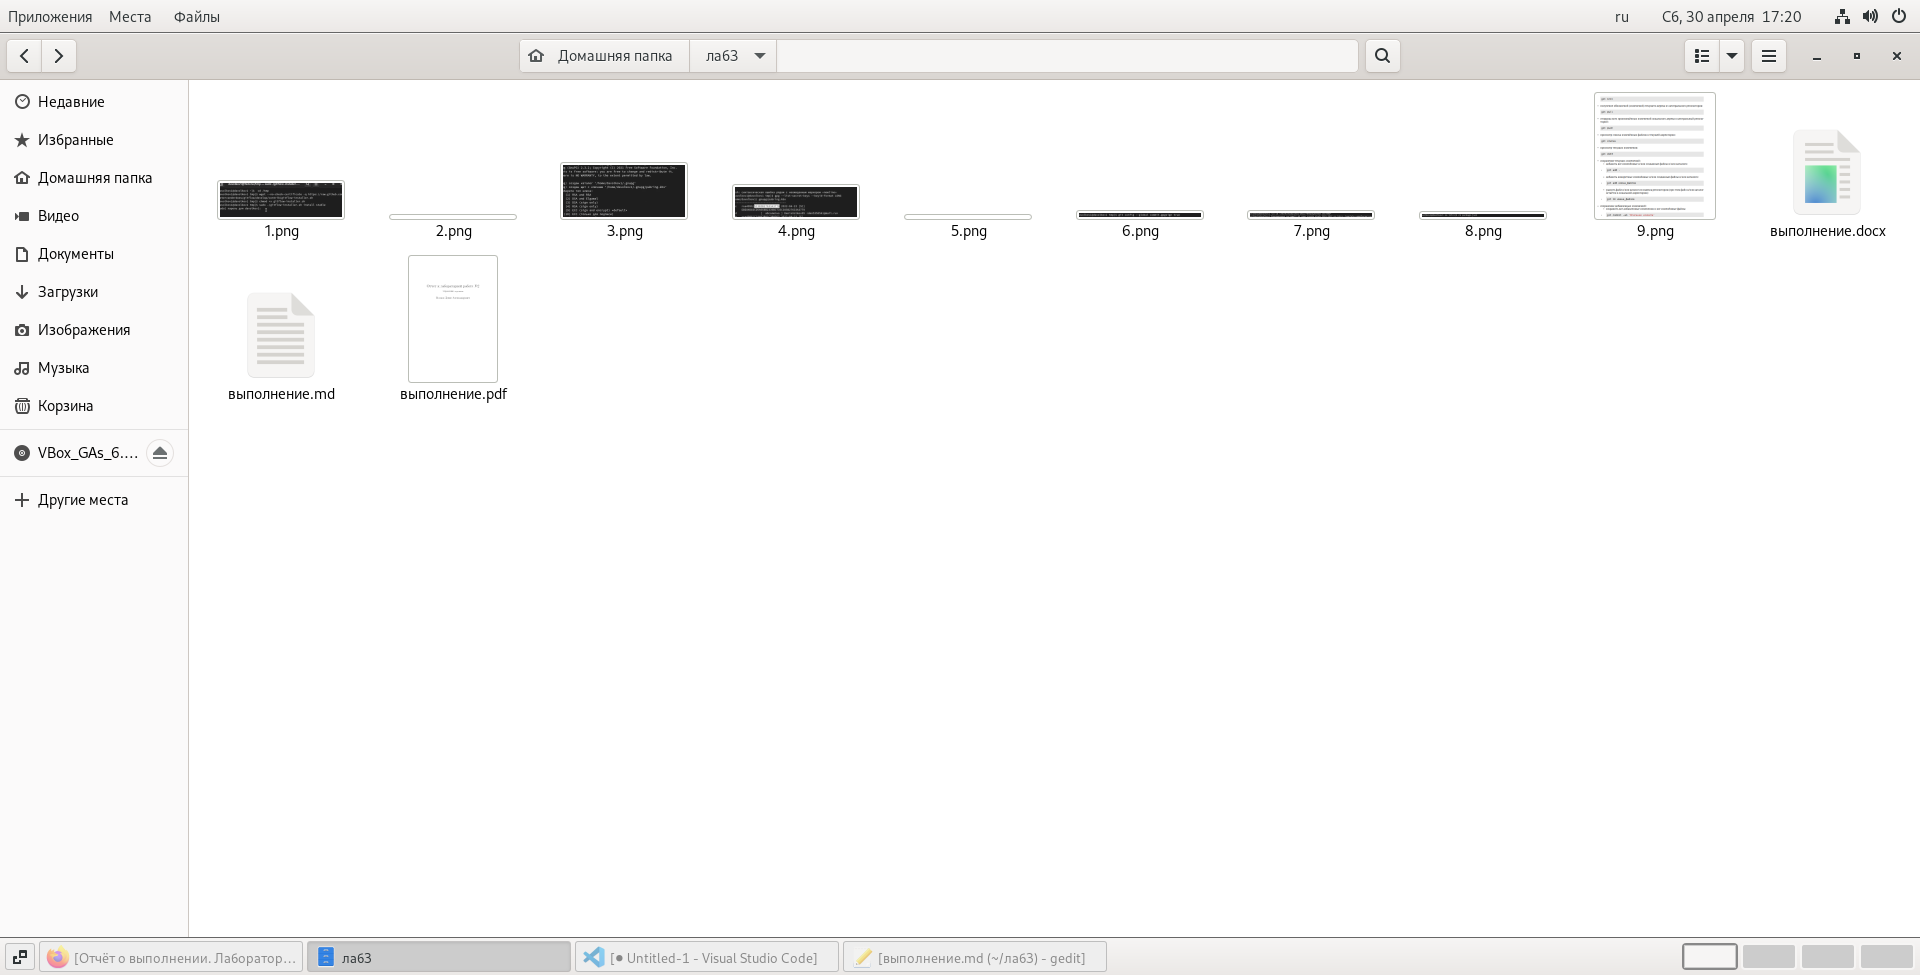 Приложения Места Файлы ru Сб, 30 апреля 17:20
Домашняя папка лаб3
Недавние
Избранные
Домашняя папка
Видео
Документы
Загрузки
Изображения
Музыка
Корзина
VBox_GAs_6.…
Другие места
1.png 2.png 3.png 4.png 5.png 6.png 7.png 8.png 9.png выполнение.docx
выполнение.md выполнение.pdf
[Отчёт о выполнении. Лаборатор… лаб3 [● Untitled-1 - Visual Studio Code] [выполнение.md (~/лаб3) - gedit]